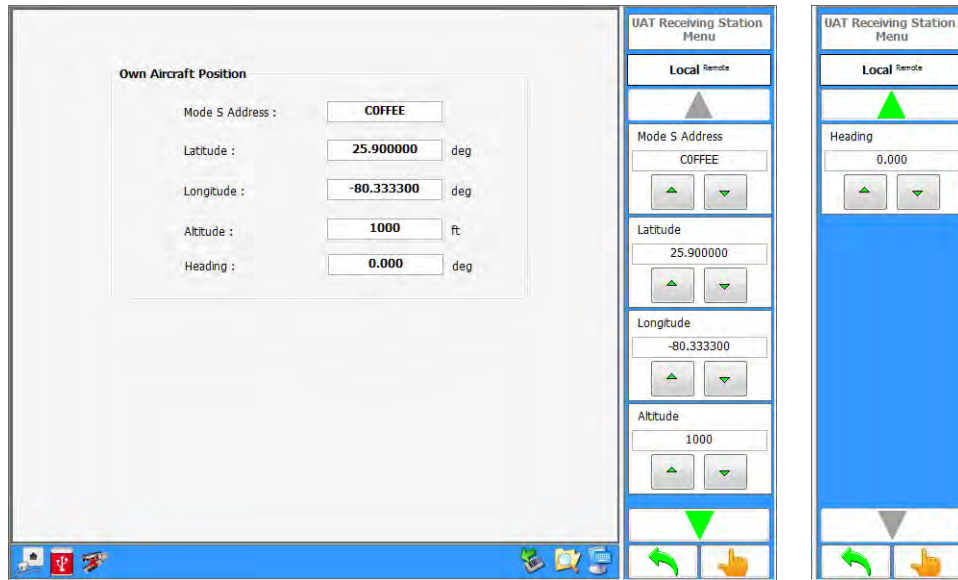 Own Aircraft Position
Mode S Address : C0FFEE
Latitude : 25.900000 deg
Longitude : -80.333300 deg
Altitude : 1000 ft
Heading : 0.000 deg
UAT Receiving Station
Menu
Local Remote
Mode S Address
C0FFEE
Latitude
25.900000
Longitude
-80.333300
Altitude
1000
UAT Receiving Station
Menu
Local Remote
Heading
0.000